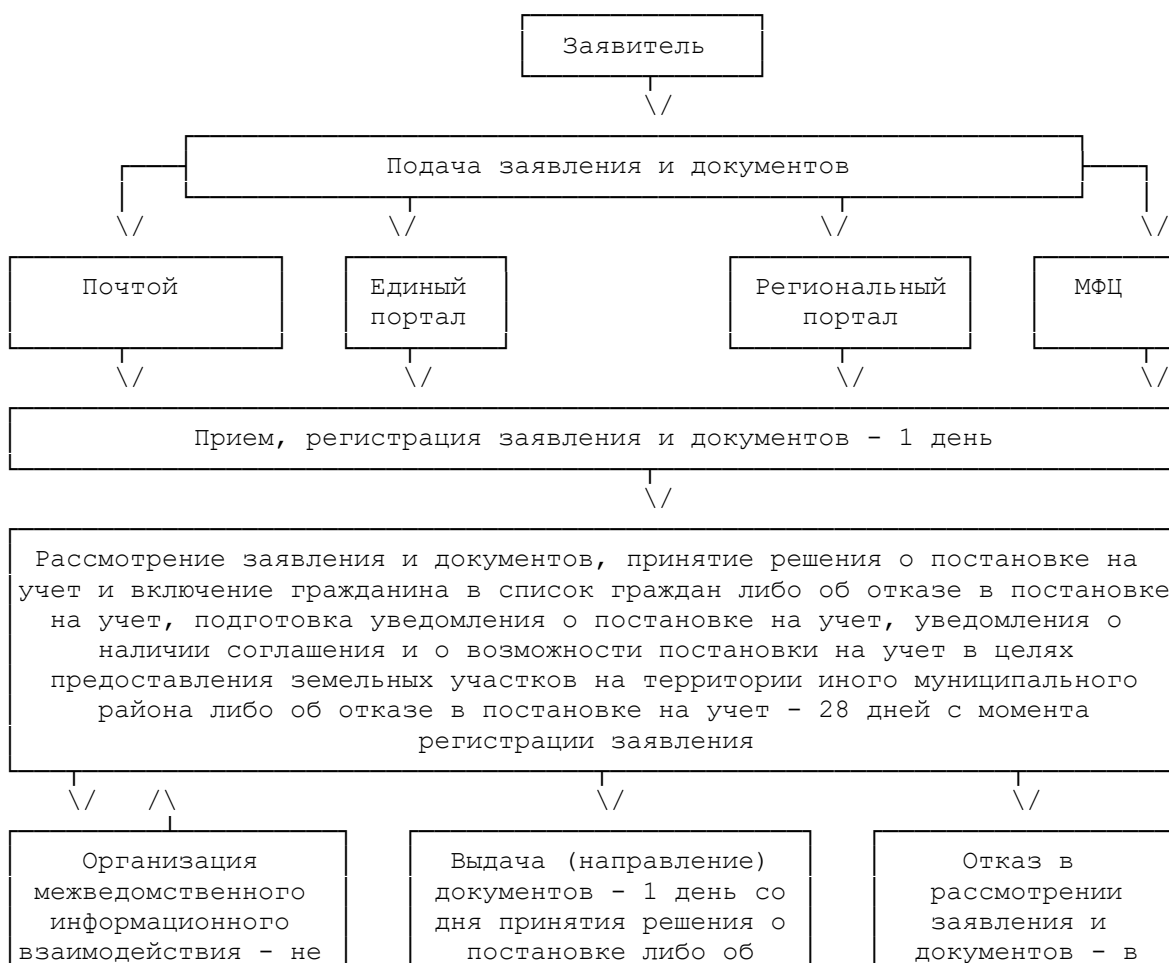 Заявитель
Подача заявления и документов
Почтой
Единый
портал
Региональный
портал
МФЦ
Прием, регистрация заявления и документов - 1 день
Рассмотрение заявления и документов, принятие решения о постановке на
учет и включение гражданина в список граждан либо об отказе в постановке
на учет, подготовка уведомления о постановке на учет, уведомления о
наличии соглашения и о возможности постановки на учет в целях
предоставления земельных участков на территории иного муниципального
района либо об отказе в постановке на учет - 28 дней с момента
регистрации заявления
Организация
межведомственного
информационного
взаимодействия - не
Выдача (направление)
документов - 1 день со
дня принятия решения о
постановке либо об
Отказ в
рассмотрении
заявления и
документов - в